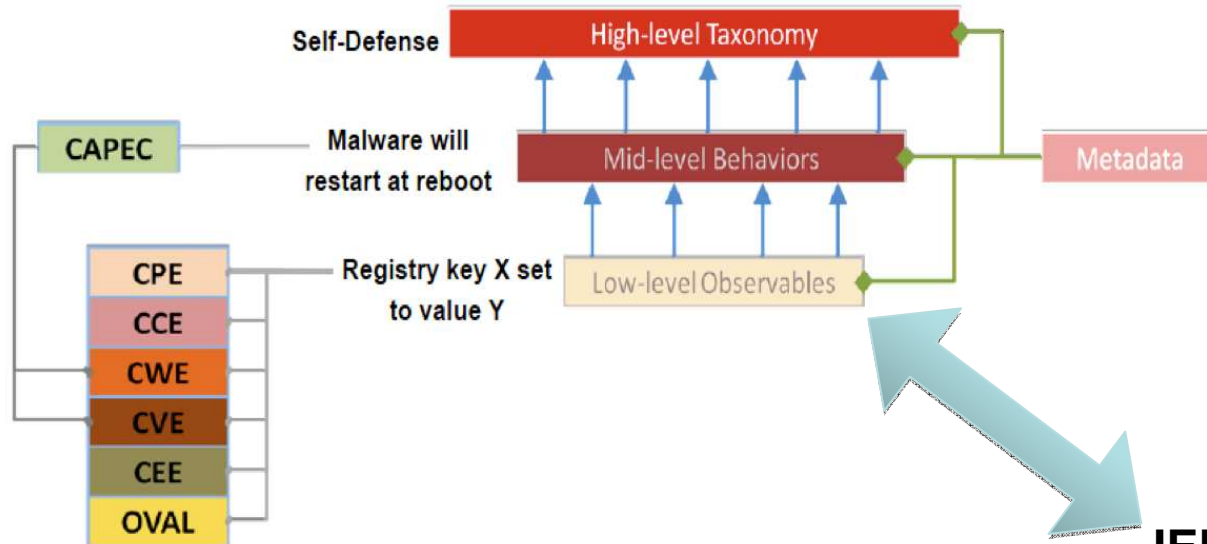 Self-Defense
High-level Taxonomy
CAPEC
Malware will
restart at reboot
Mid-level Behaviors
Metadata
CPE
CCE
CWE
CVE
CEE
OVAL
Registry key X set
to value Y
Low-level Observables